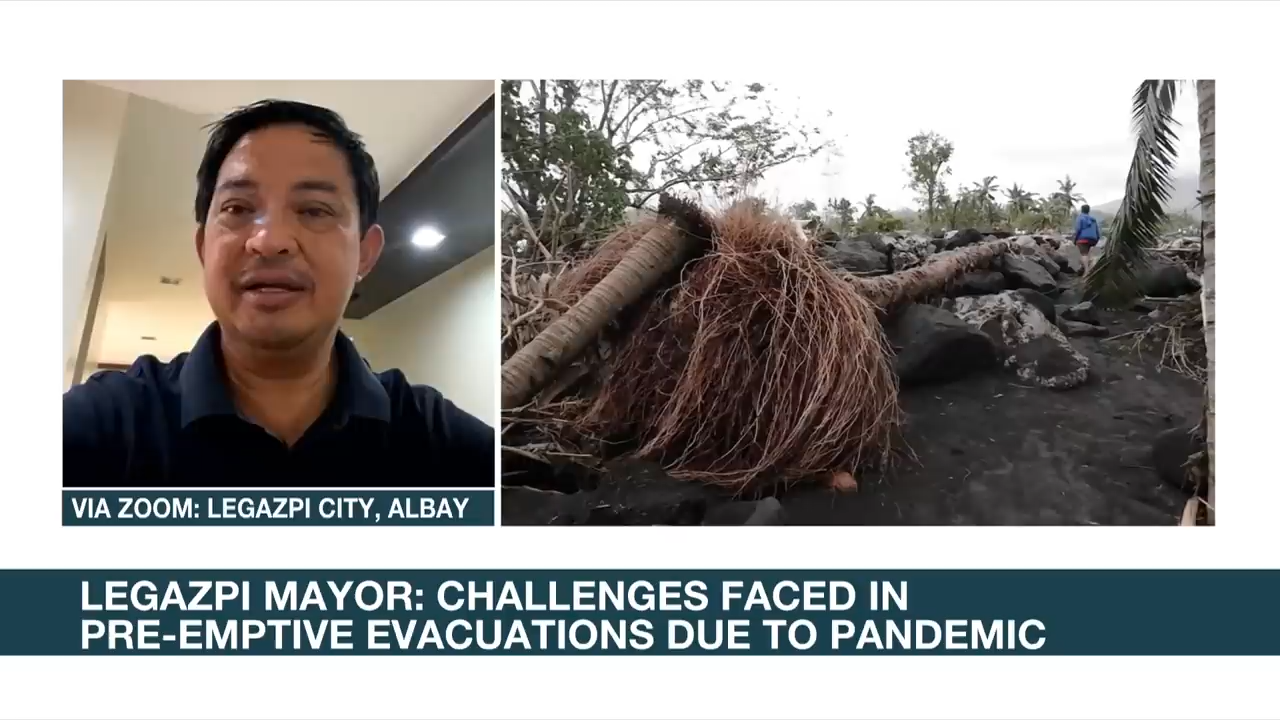 VIA ZOOM: LEGAZPI CITY, ALBAY
LEGAZPI MAYOR: CHALLENGES FACED IN
PRE-EMPTIVE EVACUATIONS DUE TO PANDEMIC